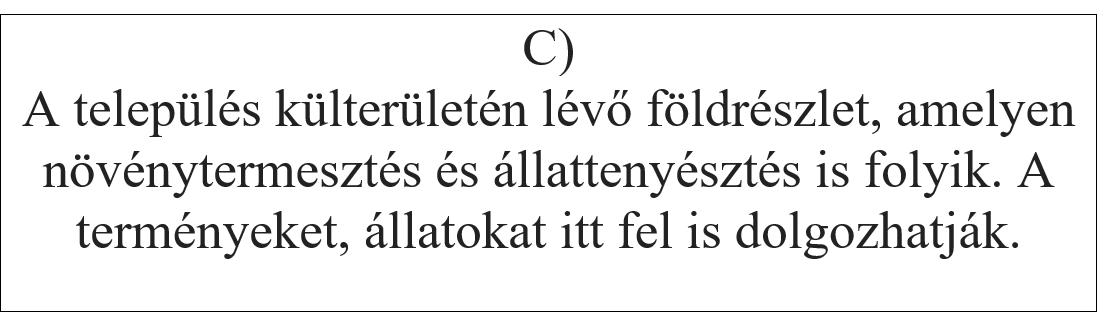 C)
A település külterületén lévő földrészlet, amelyen
növénytermesztés és állattenyésztés is folyik. A
terményeket, állatokat itt fel is dolgozhatják.